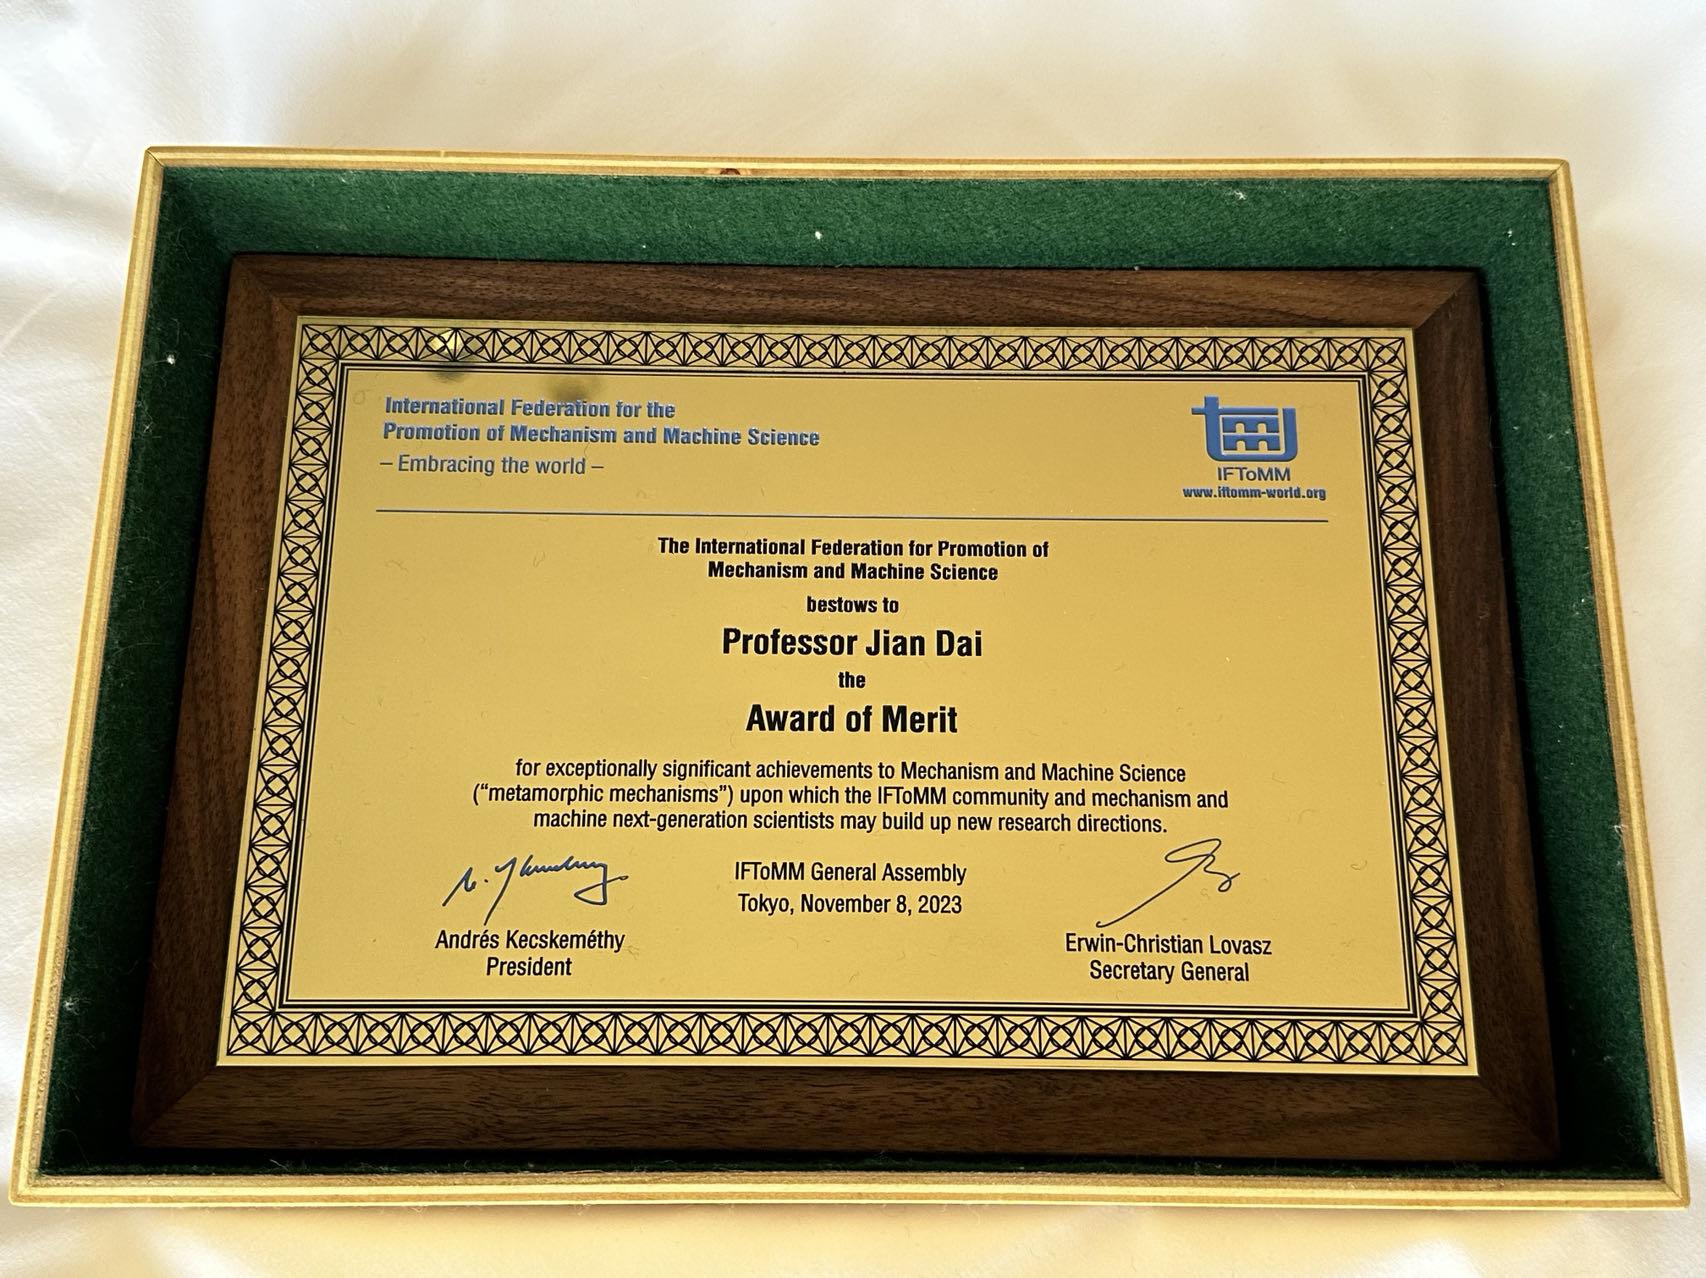 International Federation for the
Promotion of Mechanism and Machine Science
– Embracing the world –
IFToMM
www.iftomm-world.org
The International Federation for Promotion of
Mechanism and Machine Science
bestows to
Professor Jian Dai
the
Award of Merit
for exceptionally significant achievements to Mechanism and Machine Science
(“metamorphic mechanisms”) upon which the IFToMM community and mechanism and
machine next-generation scientists may build up new research directions.
IFToMM General Assembly
Tokyo, November 8, 2023
Andrés Kecskeméthy
President
Erwin-Christian Lovasz
Secretary General